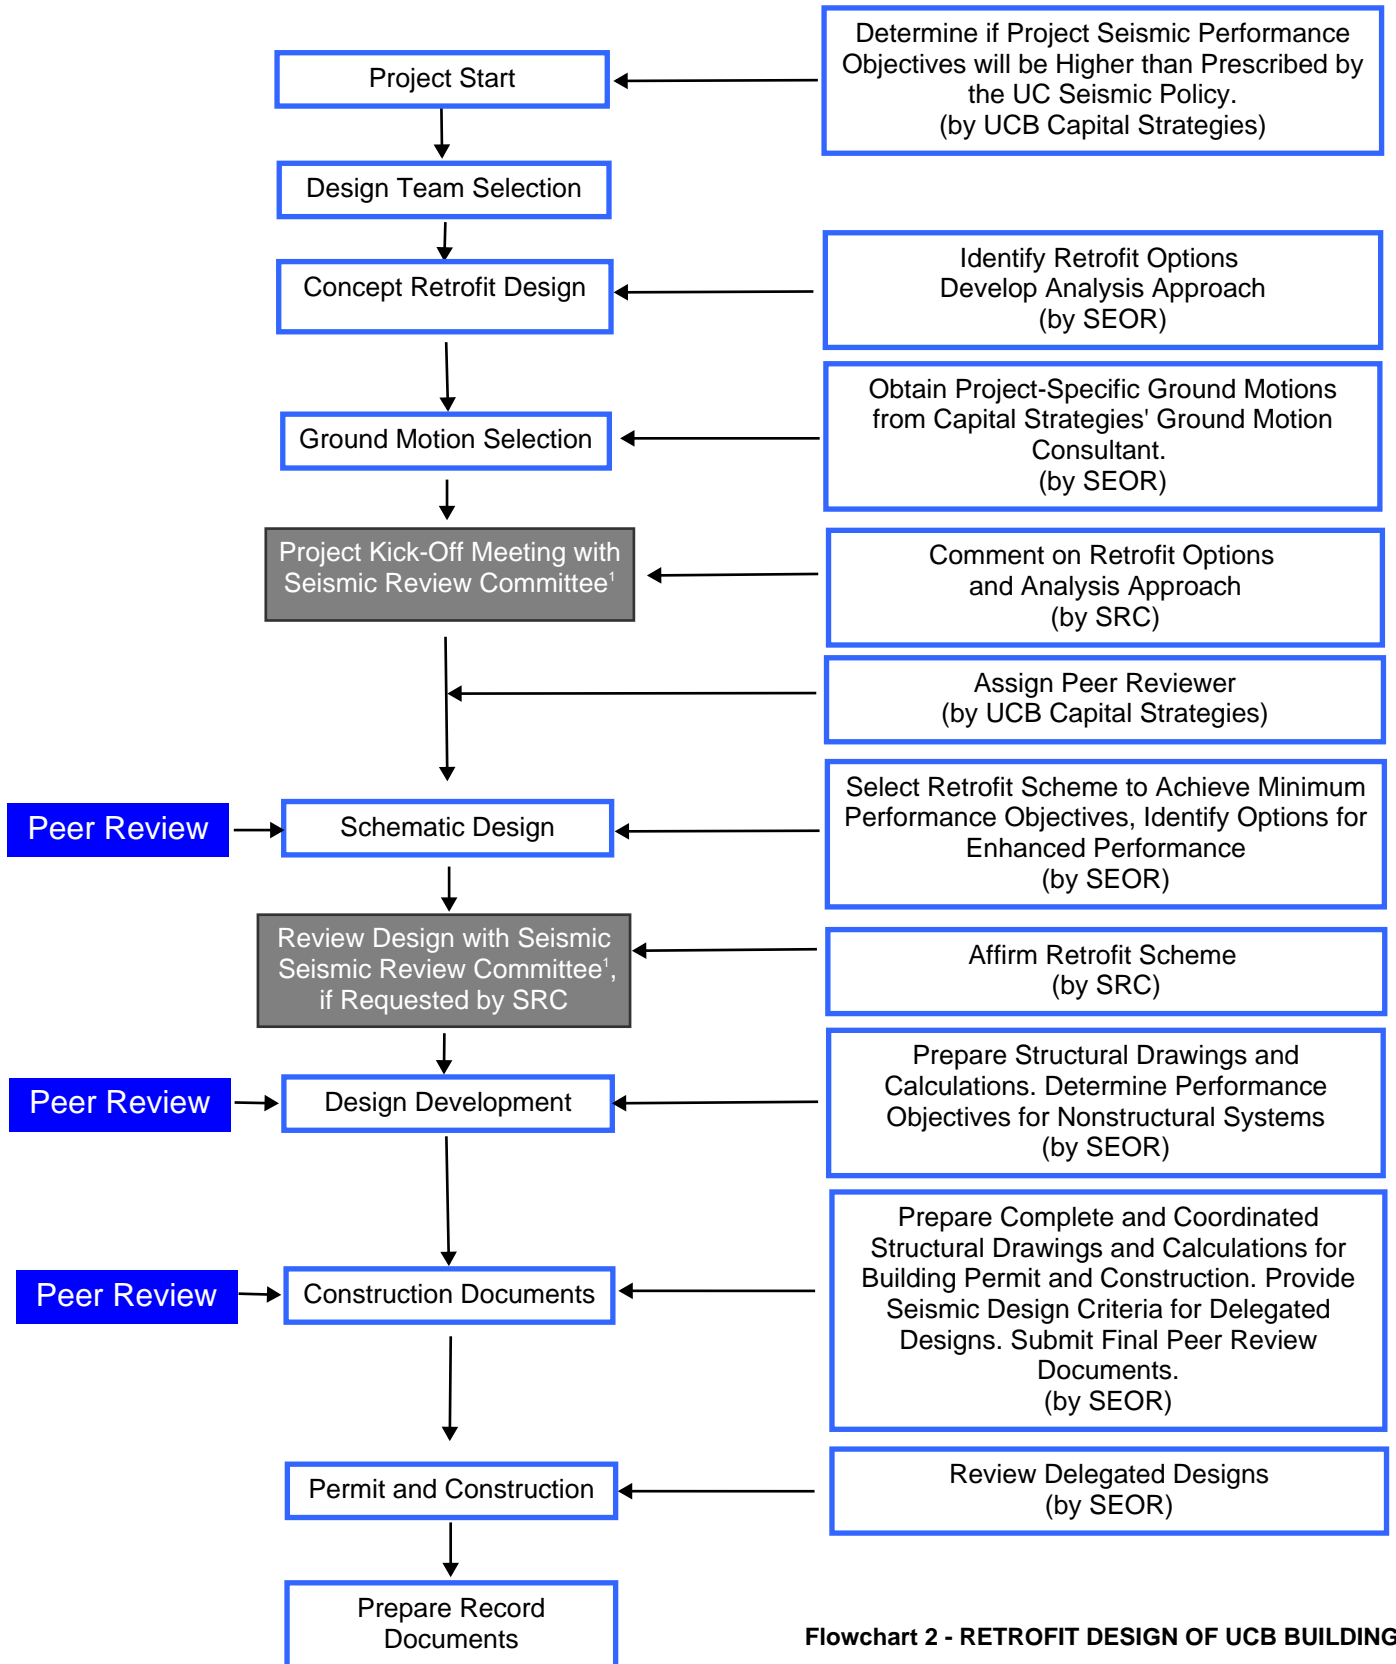 Project Start
Determine if Project Seismic Performance
Objectives will be Higher than Prescribed by
the UC Seismic Policy.
(by UCB Capital Strategies)
Design Team Selection
Concept Retrofit Design
Identify Retrofit Options
Develop Analysis Approach
(by SEOR)
Ground Motion Selection
Obtain Project-Specific Ground Motions
from Capital Strategies' Ground Motion
Consultant.
(by SEOR)
Project Kick-Off Meeting with
Seismic Review Committee¹
Comment on Retrofit Options
and Analysis Approach
(by SRC)
Assign Peer Reviewer
(by UCB Capital Strategies)
Peer Review
Schematic Design
Select Retrofit Scheme to Achieve Minimum
Performance Objectives, Identify Options for
Enhanced Performance
(by SEOR)
Review Design with Seismic
Seismic Review Committee¹,
if Requested by SRC
Affirm Retrofit Scheme
(by SRC)
Peer Review
Design Development
Prepare Structural Drawings and
Calculations. Determine Performance
Objectives for Nonstructural Systems
(by SEOR)
Peer Review
Construction Documents
Prepare Complete and Coordinated
Structural Drawings and Calculations for
Building Permit and Construction. Provide
Seismic Design Criteria for Delegated
Designs. Submit Final Peer Review
Documents.
(by SEOR)
Permit and Construction
Review Delegated Designs
(by SEOR)
Prepare Record
Documents
Flowchart 2 - RETROFIT DESIGN OF UCB BUILDING